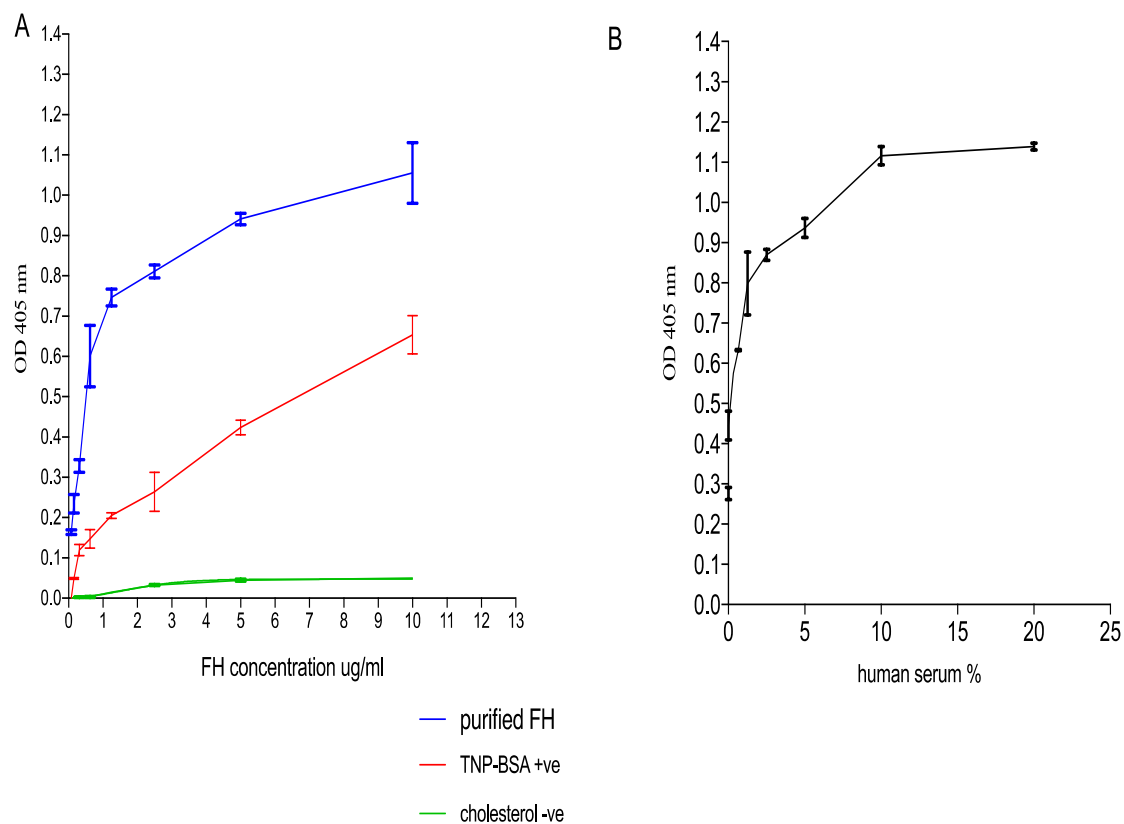 A
1.4
1.3
1.2
1.1
1.0
0.9
0.8
0.7
0.6
0.5
0.4
0.3
0.2
0.1
0.0
OD 405 nm
0 1 2 3 4 5 6 7 8 9 10 11 12 13
FH concentration ug/ml
purified FH
TNP-BSA +ve
cholesterol -ve
B
1.4
1.3
1.2
1.1
1.0
0.9
0.8
0.7
0.6
0.5
0.4
0.3
0.2
0.1
0.0
OD 405 nm
0 5 10 15 20 25
human serum %